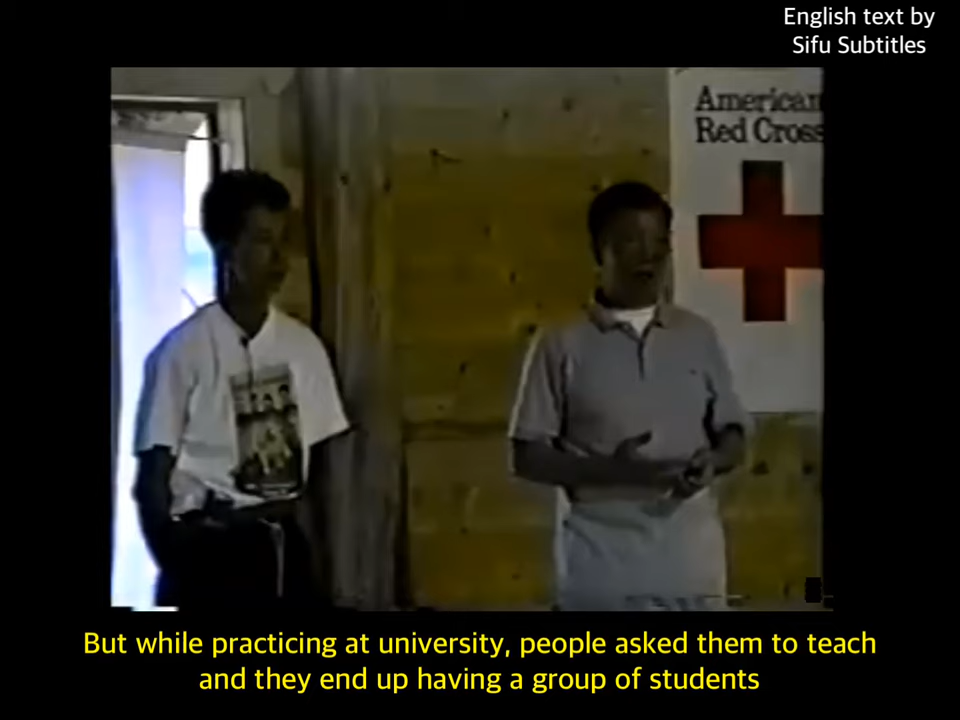 English text by
Sifu Subtitles
American
Red Cross
But while practicing at university, people asked them to teach
and they end up having a group of students